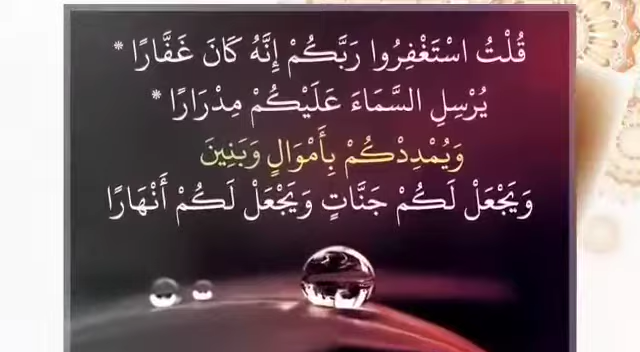 قُلْتُ اسْتَغْفِرُوا رَبَّكُمْ إِنَّهُ كَانَ غَفَّارًا *
يُرْسِلِ السَّمَاءَ عَلَيْكُمْ مِدْرَارًا *
وَيُمْدِدْكُمْ بِأَمْوَالٍ وَبَنِينَ
وَيَجْعَلْ لَكُمْ جَنَّاتٍ وَيَجْعَلْ لَكُمْ أَنْهَارًا